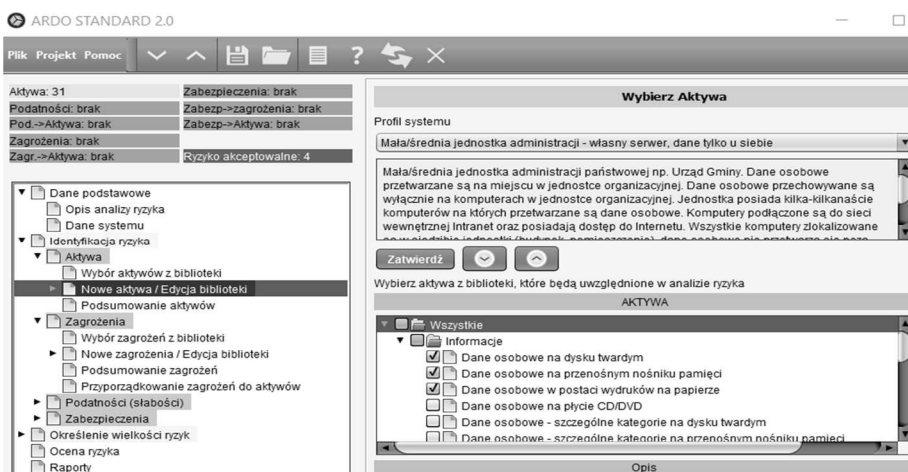 ARDO STANDARD 2.0
Plik Projekt Pomoc
?
Aktywa: 31
Zabezpieczenia: brak
Podatności: brak
Zabezp->zagrożenia: brak
Pod.->Aktywa: brak
Zabezp->Aktywa: brak
Zagrożenia: brak
Zagr.->Aktywa: brak
Ryzyko akceptowalne: 4
Dane podstawowe
Opis analizy ryzyka
Dane systemu
Identyfikacja ryzyka
Aktywa
Wybór aktywów z biblioteki
Nowe aktywa / Edycja biblioteki
Podsumowanie aktywów
Zagrożenia
Wybór zagrożeń z biblioteki
Nowe zagrożenia / Edycja biblioteki
Podsumowanie zagrożeń
Przyporządkowanie zagrożeń do aktywów
Podatności (słabości)
Zabezpieczenia
Określenie wielkości ryzyk
Ocena ryzyka
Raporty
Wybierz Aktywa
Profil systemu
Mała/średnia jednostka administracji - własny serwer, dane tylko u siebie
Mała/średnia jednostka administracji państwowej np. Urząd Gminy. Dane osobowe
przetwarzane są na miejscu w jednostce organizacyjnej. Dane osobowe przechowywane są
wyłącznie na komputerach w jednostce organizacyjnej. Jednostka posiada kilka-kilkanaście
komputerów na których przetwarzane są dane osobowe. Komputery podłączone są do sieci
wewnętrznej Intranet oraz posiadają dostęp do Internetu. Wszystkie komputery zlokalizowane
Zatwierdź
Wybierz aktywa z biblioteki, które będą uwzględnione w analizie ryzyka
AKTYWA
Wszystkie
Informacje
Dane osobowe na dysku twardym
Dane osobowe na przenośnym nośniku pamięci
Dane osobowe w postaci wydruków na papierze
Dane osobowe na płycie CD/DVD
Dane osobowe - szczególne kategorie na dysku twardym
Dane osobowe - szczególne kategorie na przenośnym nośniku pamięci
Opis